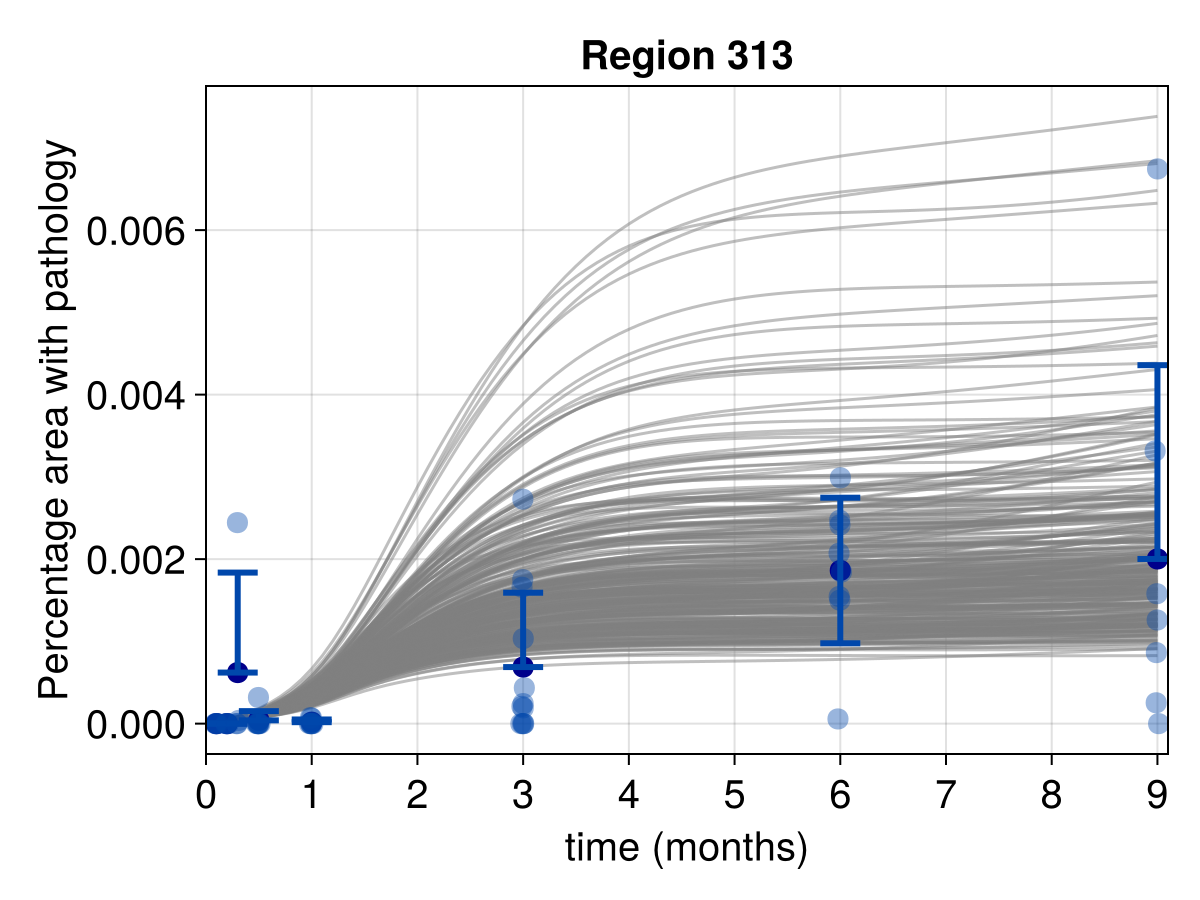 Region 313
Percentage area with pathology
0.006
0.004
0.002
0.000
0 1 2 3 4 5 6 7 8 9
time (months)